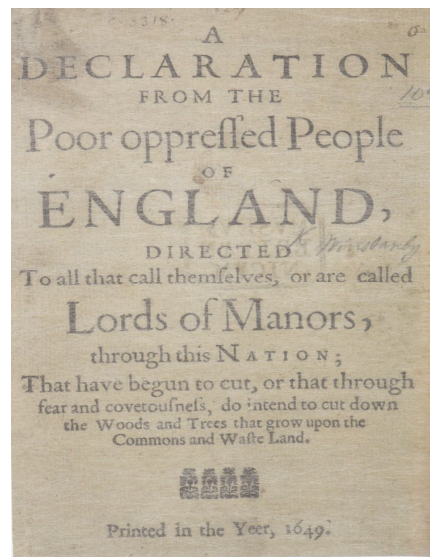 A
DECLARATION
FROM THE
Poor oppreſſed People
OF
ENGLAND,
DIRECTED
To all that call themſelves, or are called
Lords of Manors,
through this NATION;
That have begun to cut, or that through
fear and covetouſneſs, do intend to cut down
the Woods and Trees that grow upon the
Commons and Waſte Land.
Printed in the Yeer, 1649.